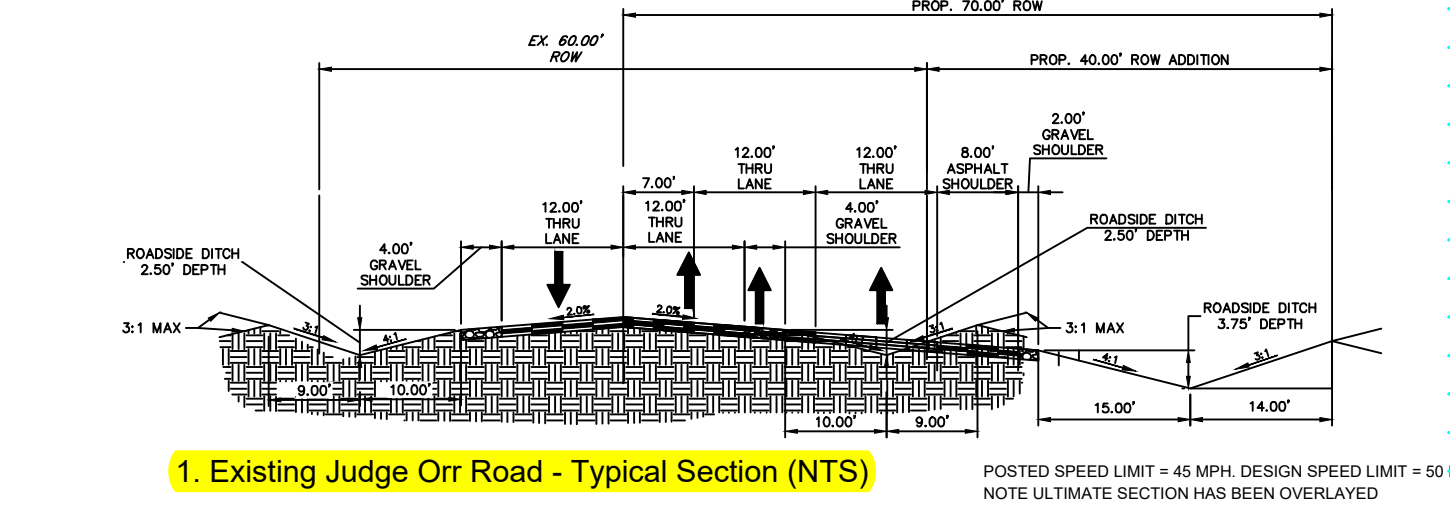 PROP. 70.00' ROW
EX. 60.00'
ROW
PROP. 40.00' ROW ADDITION
2.00'
GRAVEL
SHOULDER
12.00'
THRU
LANE
12.00'
THRU
LANE
8.00'
ASPHALT
SHOULDER
7.00'
12.00'
THRU
LANE
12.00'
THRU
LANE
4.00'
GRAVEL
SHOULDER
ROADSIDE DITCH
2.50' DEPTH
ROADSIDE DITCH
2.50' DEPTH
4.00'
GRAVEL
SHOULDER
ROADSIDE DITCH
3.75' DEPTH
3:1 MAX
3:1
4:1
2.0%
2.0%
3:1
3:1 MAX
4:1
3:1
9.00'
10.00'
10.00'
9.00'
15.00'
14.00'
1. Existing Judge Orr Road - Typical Section (NTS)
POSTED SPEED LIMIT = 45 MPH. DESIGN SPEED LIMIT = 50
NOTE ULTIMATE SECTION HAS BEEN OVERLAYED